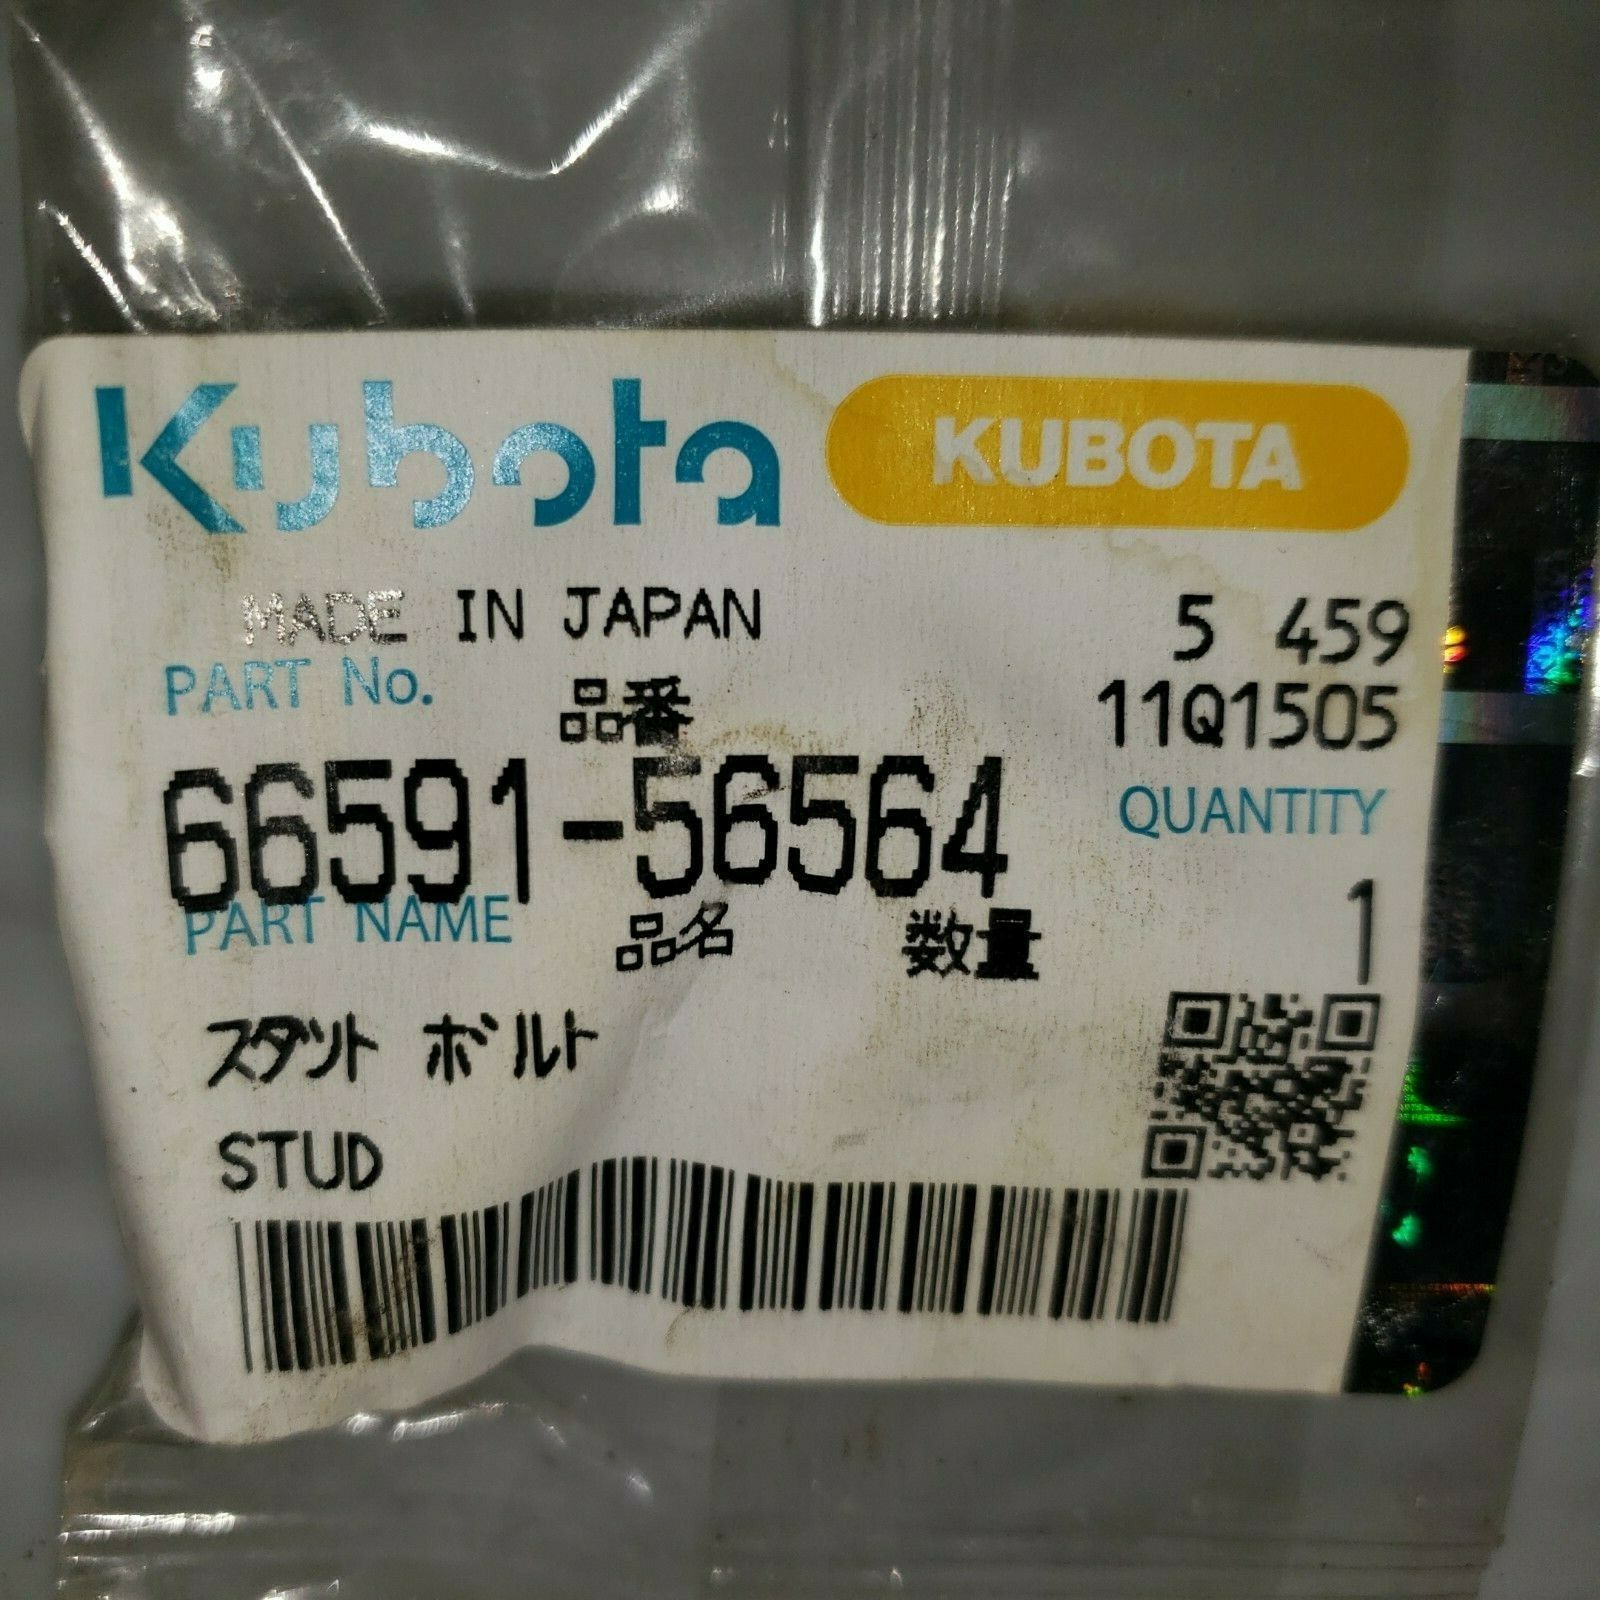 Kubota KUBOTA
MADE IN JAPAN 5 459
PART No. 品番 11Q1505
66591-56564 QUANTITY
PART NAME 品名 数量 1
スタット ボルト
STUD